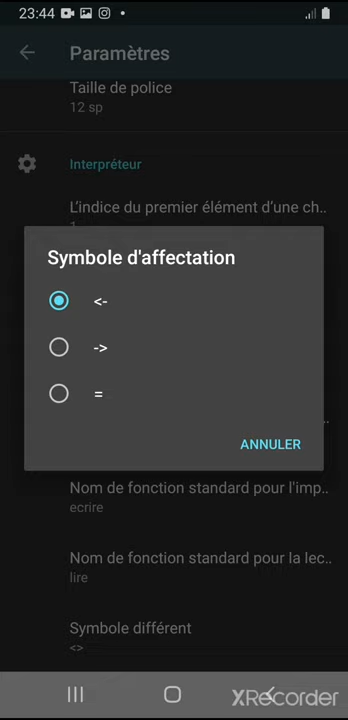 23:44
Paramètres
Taille de police
12 sp
Interpréteur
L'indice du premier élément d'une ch..
1
Symbole d'affectation
<-
->
=
ANNULER
Nom de fonction standard pour l'imp..
ecrire
Nom de fonction standard pour la lec..
lire
Symbole différent
<>
XRecorder